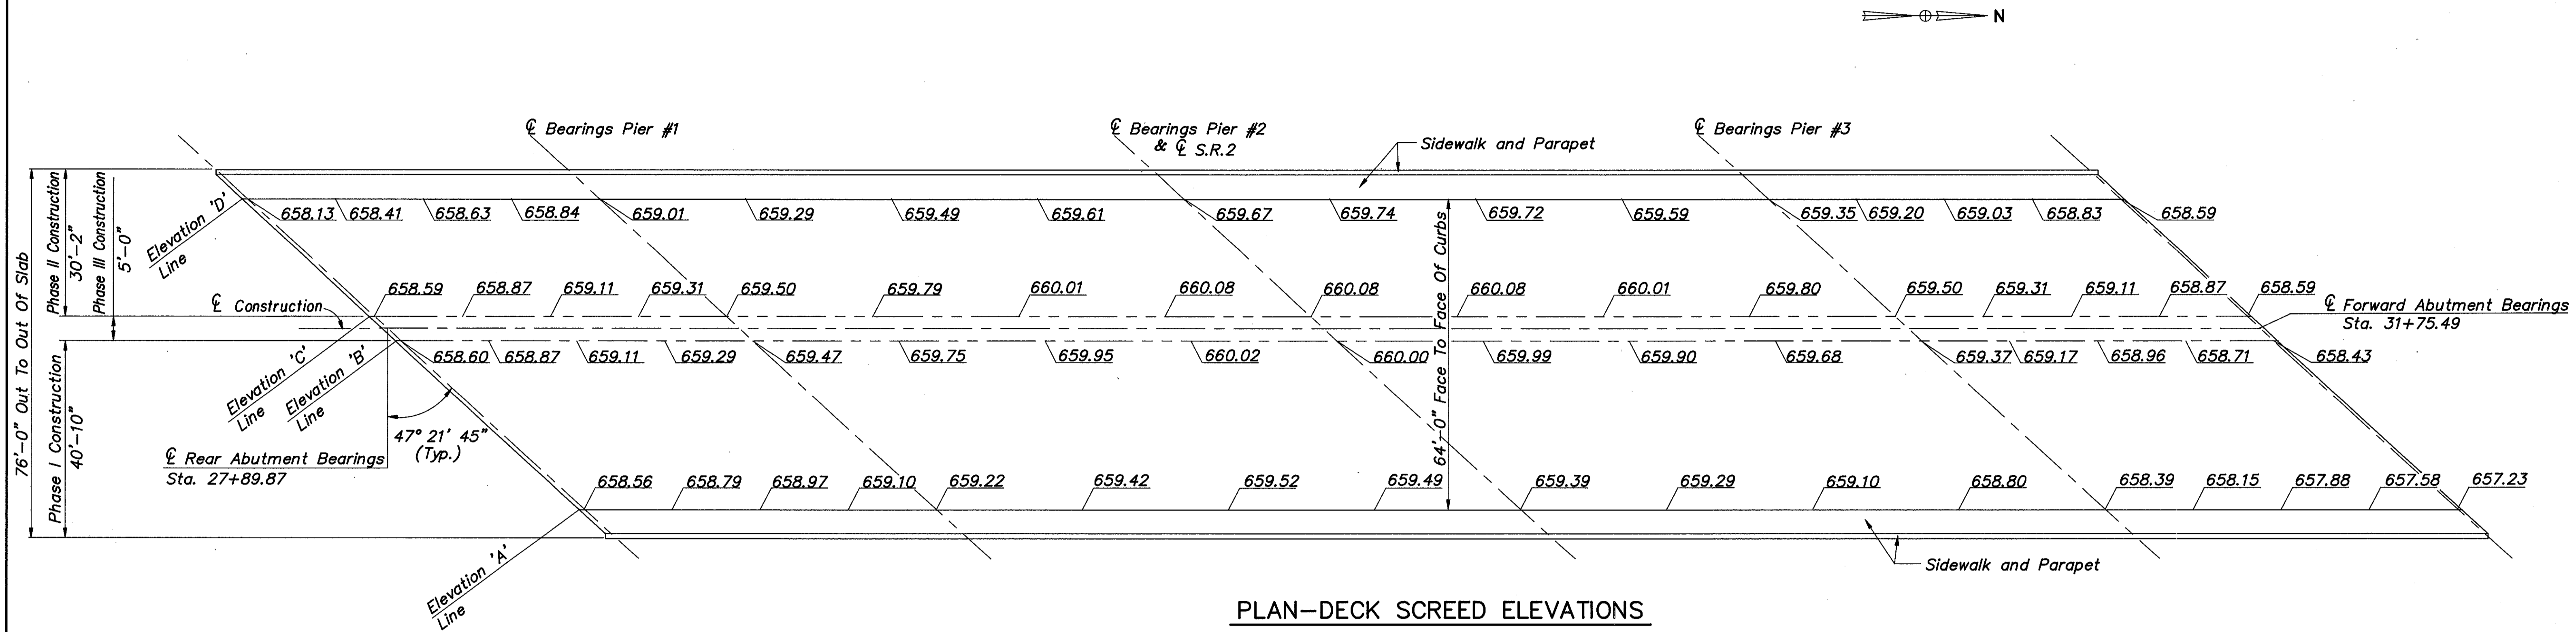 N
℄ Bearings Pier #1
℄ Bearings Pier #2
& ℄ S.R.2
℄ Bearings Pier #3
Sidewalk and Parapet
76'-0" Out To Out Of Slab
Phase II Construction
30'-2"
Phase III Construction
5'-0"
Phase I Construction
40'-10"
Elevation 'D'
Line
658.13 658.41 658.63 658.84 659.01 659.29 659.49 659.61 659.67 659.74 659.72 659.59 659.35 659.20 659.03 658.83 658.59
64'-0" Face To Face Of Curbs
℄ Construction
658.59 658.87 659.11 659.31 659.50 659.79 660.01 660.08 660.08 660.08 660.01 659.80 659.50 659.31 659.11 658.87 658.59
℄ Forward Abutment Bearings
Sta. 31+75.49
658.60 658.87 659.11 659.29 659.47 659.75 659.95 660.02 660.00 659.99 659.90 659.68 659.37 659.17 658.96 658.71 658.43
Elevation 'C'
Line
Elevation 'B'
Line
47° 21' 45"
(Typ.)
℄ Rear Abutment Bearings
Sta. 27+89.87
658.56 658.79 658.97 659.10 659.22 659.42 659.52 659.49 659.39 659.29 659.10 658.80 658.39 658.15 657.88 657.58 657.23
Elevation 'A'
Line
Sidewalk and Parapet
PLAN-DECK SCREED ELEVATIONS